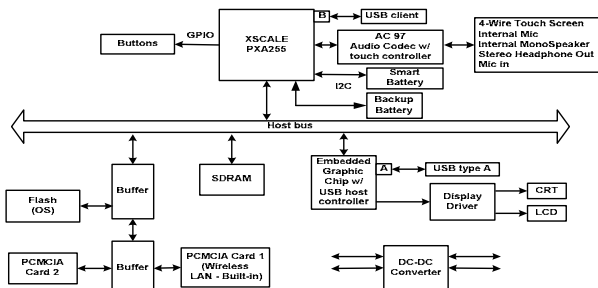 B
USB client
GPIO
Buttons
XSCALE
PXA255
AC 97
Audio Codec w/
touch controller
4-Wire Touch Screen
Internal Mic
Internal MonoSpeaker
Stereo Headphone Out
Mic in
I2C
Smart
Battery
Backup
Battery
Host bus
Buffer
SDRAM
Embedded
Graphic
Chip w/
USB host
controller
A
USB type A
Flash
(OS)
Display
Driver
CRT
LCD
PCMCIA
Card 2
Buffer
PCMCIA Card 1
(Wireless
LAN - Built-in)
DC-DC
Converter